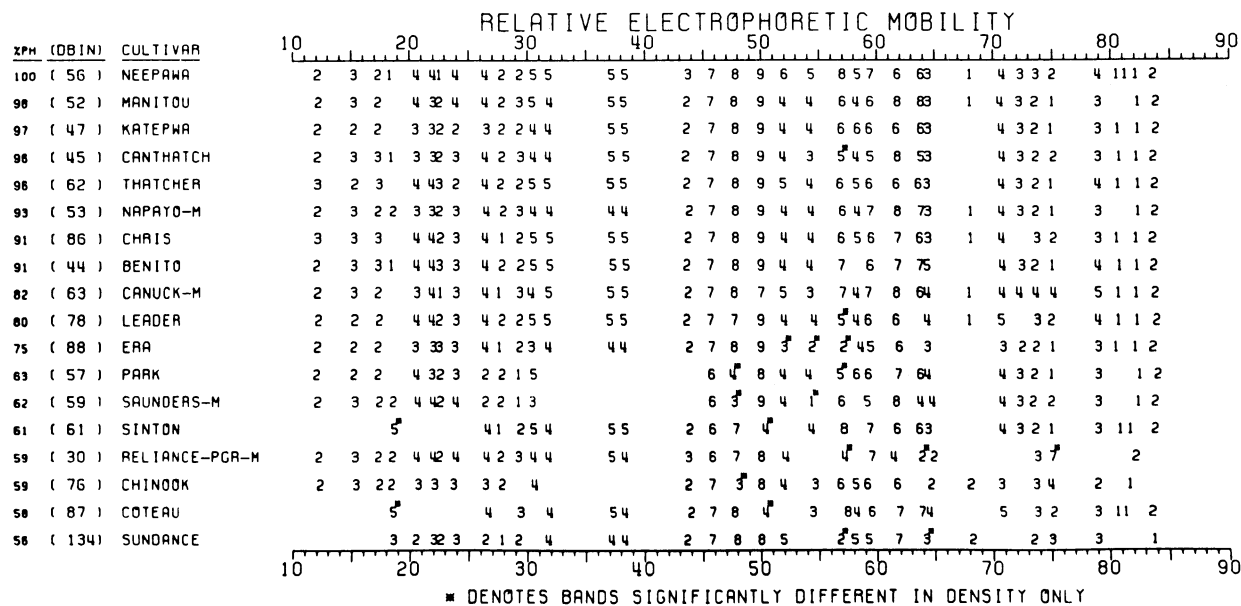 RELATIVE ELECTROPHORETIC MOBILITY
%PH (DBIN) CULTIVAR 10 20 30 40 50 60 70 80 90
100 ( 56 ) NEEPAWA 2 3 2 1 4 41 4 4 2 2 5 5 5 5 3 7 8 9 6 5 8 5 7 6 63 1 4 3 3 2 4 1 1 1 2
98 ( 52 ) MANITOU 2 3 2 4 32 4 4 2 3 5 4 5 5 2 7 8 9 4 4 6 4 6 8 83 1 4 3 2 1 3 1 2
97 ( 47 ) KATEPWA 2 2 2 3 32 2 3 2 2 4 4 5 5 2 7 8 9 4 4 6 6 6 6 63 4 3 2 1 3 1 1 2
96 ( 45 ) CANTHATCH 2 3 3 1 3 32 3 4 2 3 4 4 5 5 2 7 8 9 4 3 5* 4 5 8 53 4 3 2 2 3 1 1 2
96 ( 62 ) THATCHER 3 2 3 4 43 2 4 2 2 5 5 5 5 2 7 8 9 5 4 6 5 6 6 63 4 3 2 1 4 1 1 2
93 ( 53 ) NAPAYO-M 2 3 2 2 3 32 3 4 2 3 4 4 4 4 2 7 8 9 4 4 6 4 7 8 73 1 4 3 2 1 3 1 2
91 ( 86 ) CHRIS 3 3 3 4 42 3 4 1 2 5 5 5 5 2 7 8 9 4 4 6 5 6 7 63 1 4 3 2 3 1 1 2
91 ( 44 ) BENITO 2 3 3 1 4 43 3 4 2 2 5 5 5 5 2 7 8 9 4 4 7 6 7 75 4 3 2 1 4 1 1 2
82 ( 63 ) CANUCK-M 2 3 2 3 41 3 4 1 3 4 5 5 5 2 7 8 7 5 3 7 4 7 8 64 1 4 4 4 4 5 1 1 2
80 ( 78 ) LEADER 2 2 2 4 42 3 4 2 2 5 5 5 5 2 7 7 9 4 4 5* 4 6 6 4 1 5 3 2 4 1 1 2
75 ( 88 ) ERA 2 2 2 3 33 3 4 1 2 3 4 4 4 2 7 8 9 3* 2* 2* 4 5 6 3 3 2 2 1 3 1 1 2
63 ( 57 ) PARK 2 2 2 4 32 3 2 2 1 5 6 4* 8 4 4 5* 6 6 7 64 4 3 2 1 3 1 2
62 ( 59 ) SAUNDERS-M 2 3 2 2 4 42 4 2 2 1 3 6 3* 9 4 1* 6 5 8 4 4 4 3 2 2 3 1 2
61 ( 61 ) SINTON 5* 4 1 2 5 4 5 5 2 6 7 4* 4 8 7 6 63 4 3 2 1 3 1 1 2
59 ( 30 ) RELIANCE-PGR-M 2 3 2 2 4 42 4 4 2 3 4 4 5 4 3 6 7 8 4 4* 7 4 2* 2 3 7* 2
59 ( 76 ) CHINOOK 2 3 2 2 3 3 3 3 2 4 2 7 3* 8 4 3 6 5 6 6 2 2 3 3 4 2 1
58 ( 87 ) COTEAU 5* 4 3 4 5 4 2 7 8 4* 3 8 4 6 7 74 5 3 2 3 1 1 2
56 ( 134) SUNDANCE 3 2 32 3 2 1 2 4 4 4 2 7 8 8 5 2* 5 5 7 3* 2 2 3 3 1
10 20 30 40 50 60 70 80 90
* DENOTES BANDS SIGNIFICANTLY DIFFERENT IN DENSITY ONLY